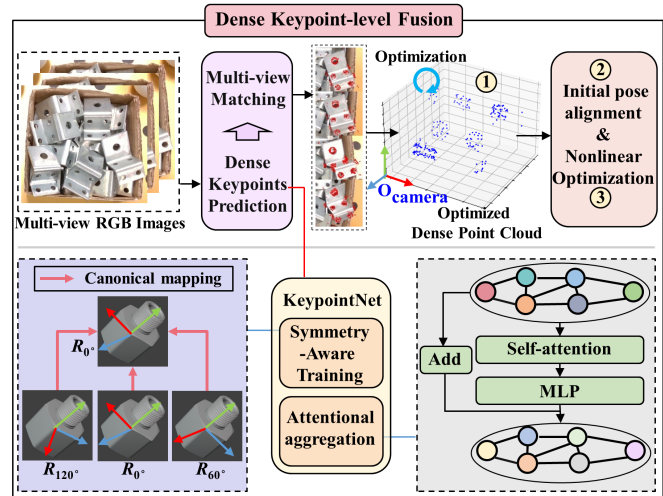 Dense Keypoint-level Fusion
Multi-view RGB Images
Multi-view
Matching
Dense
Keypoints
Prediction
Optimization
1
O camera
Optimized
Dense Point Cloud
2
Initial pose
alignment
&
Nonlinear
Optimization
3
Canonical mapping
R0°
R120°
R0°
R60°
KeypointNet
Symmetry
-Aware
Training
Attentional
aggregation
Add
Self-attention
MLP